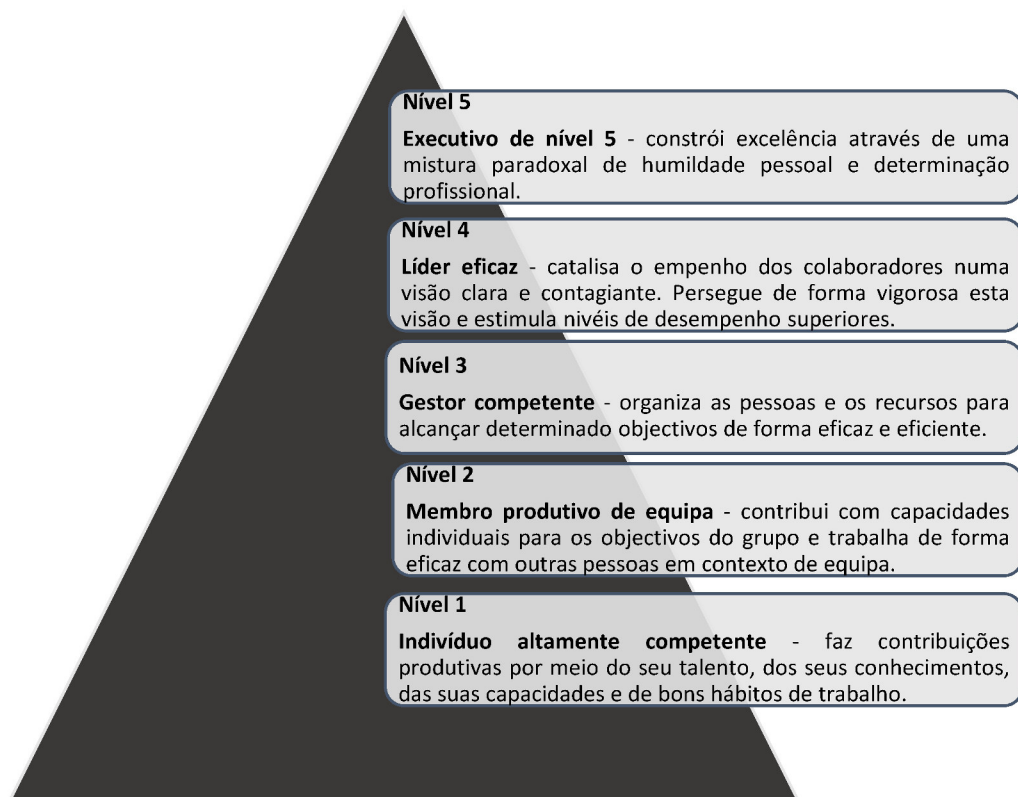 Nível 5
Executivo de nível 5 - constrói excelência através de uma
mistura paradoxal de humildade pessoal e determinação
profissional.
Nível 4
Líder eficaz - catalisa o empenho dos colaboradores numa
visão clara e contagiante. Persegue de forma vigorosa esta
visão e estimula nivéis de desempenho superiores.
Nível 3
Gestor competente - organiza as pessoas e os recursos para
alcançar determinado objectivos de forma eficaz e eficiente.
Nível 2
Membro produtivo de equipa - contribui com capacidades
individuais para os objectivos do grupo e trabalha de forma
eficaz com outras pessoas em contexto de equipa.
Nível 1
Indivíduo altamente competente - faz contribuições
produtivas por meio do seu talento, dos seus conhecimentos,
das suas capacidades e de bons hábitos de trabalho.